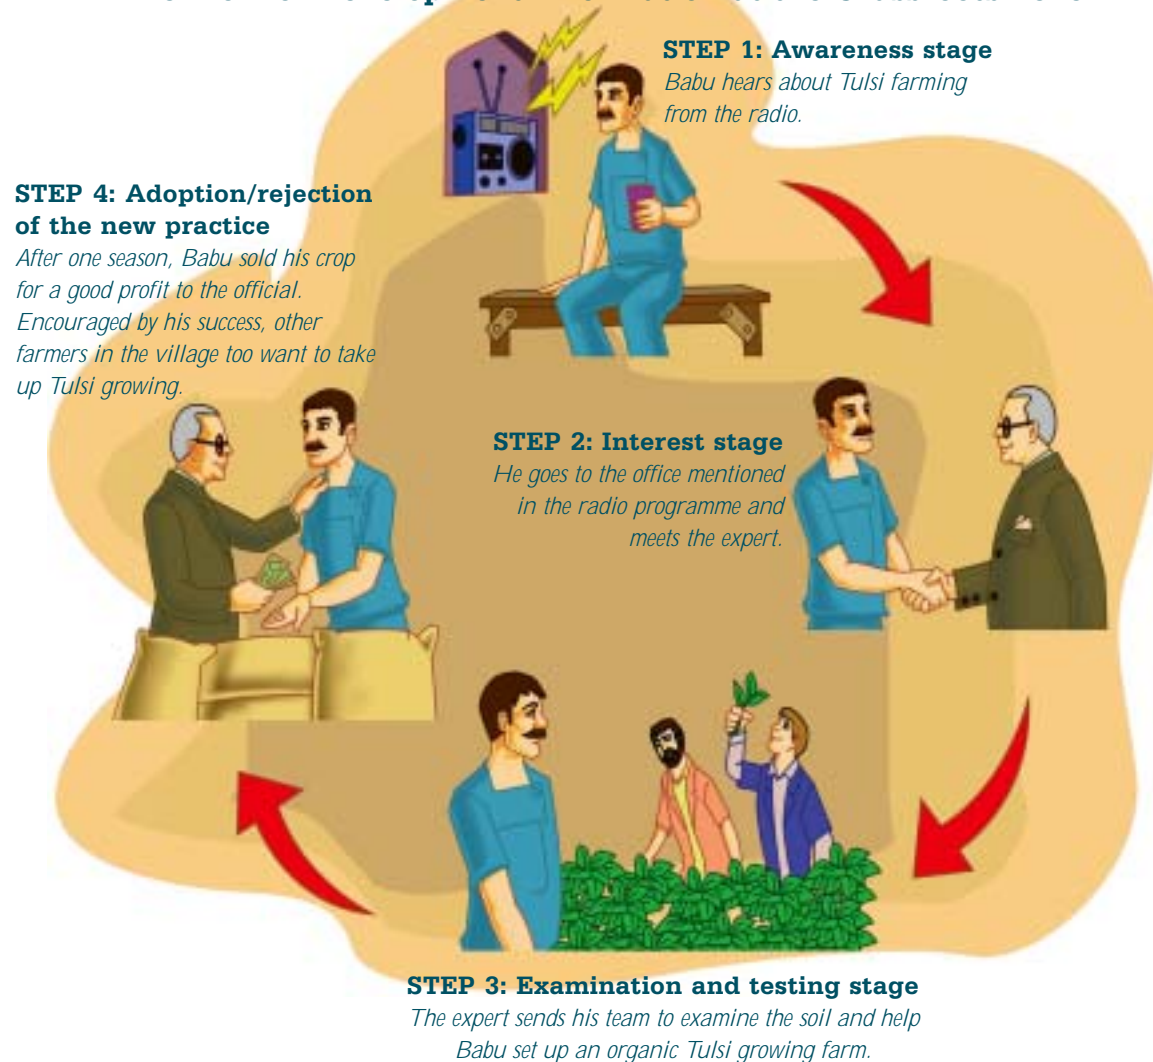 STEP 1: Awareness stage
Babu hears about Tulsi farming
from the radio.
STEP 2: Interest stage
He goes to the office mentioned
in the radio programme and
meets the expert.
STEP 3: Examination and testing stage
The expert sends his team to examine the soil and help
Babu set up an organic Tulsi growing farm.
STEP 4: Adoption/rejection
of the new practice
After one season, Babu sold his crop
for a good profit to the official.
Encouraged by his success, other
farmers in the village too want to take
up Tulsi growing.